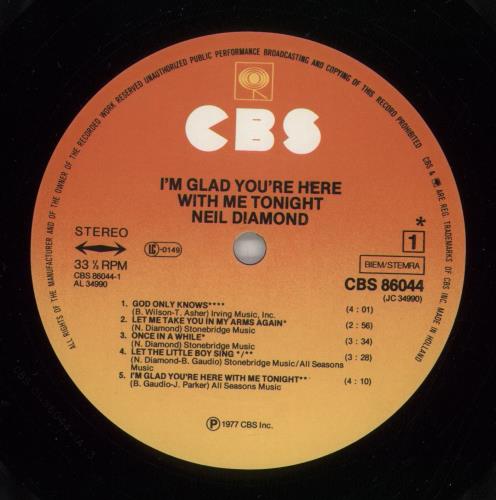 ALL RIGHTS OF THE MANUFACTURER AND OF THE OWNER OF THE RECORDED WORK RESERVED UNAUTHORIZED PUBLIC PERFORMANCE BROADCASTING AND COPYING OF THIS RECORD PROHIBITED CBS & ARE REG. TRADEMARKS OF CBS INC MADE IN HOLLAND
CBS
I'M GLAD YOU'RE HERE
WITH ME TONIGHT
NEIL DIAMOND
STEREO
33 ⅓ RPM
CBS 86044-1
AL 34990
LC-0149
*
1
BIEM/STEMRA
CBS 86044
(JC 34990)
1. GOD ONLY KNOWS****
(B. Wilson-T. Asher) Irving Music, Inc. (4 : 01)
2. LET ME TAKE YOU IN MY ARMS AGAIN*
(N. Diamond) Stonebridge Music (2 : 56)
3. ONCE IN A WHILE*
(N. Diamond) Stonebridge Music (3 : 34)
4. LET THE LITTLE BOY SING */**
(N. Diamond-B. Gaudio) Stonebridge Music/All Seasons (3 : 28)
Music
5. I'M GLAD YOU'RE HERE WITH ME TONIGHT**
(B. Gaudio-J. Parker) All Seasons Music (4 : 10)
Ⓟ 1977 CBS Inc.